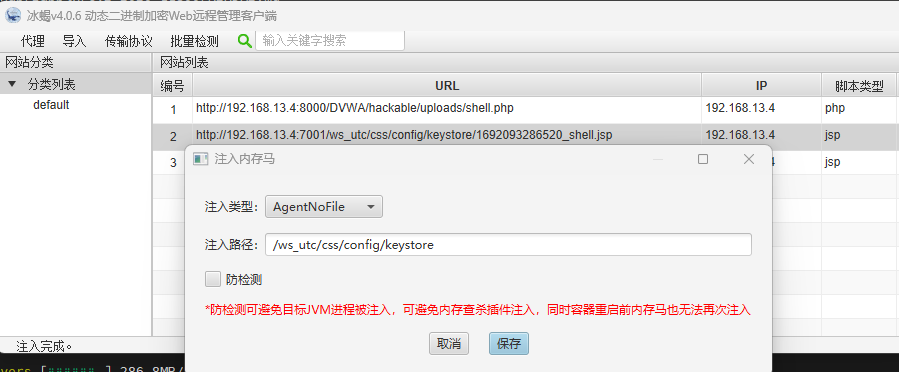 冰蝎v4.0.6 动态二进制加密Web远程管理客户端
代理 导入 传输协议 批量检测 输入关键字搜索
网站分类 网站列表
分类列表 编号 URL IP 脚本类型
default 1 http://192.168.13.4:8000/DVWA/hackable/uploads/shell.php 192.168.13.4 php
2 http://192.168.13.4:7001/ws_utc/css/config/keystore/1692093286520_shell.jsp 192.168.13.4 jsp
3 jsp
注入内存马
注入类型: AgentNoFile
注入路径: /ws_utc/css/config/keystore
防检测
*防检测可避免目标JVM进程被注入,可避免内存查杀插件注入,同时容器重启前内存马也无法再次注入
取消 保存
注入完成。